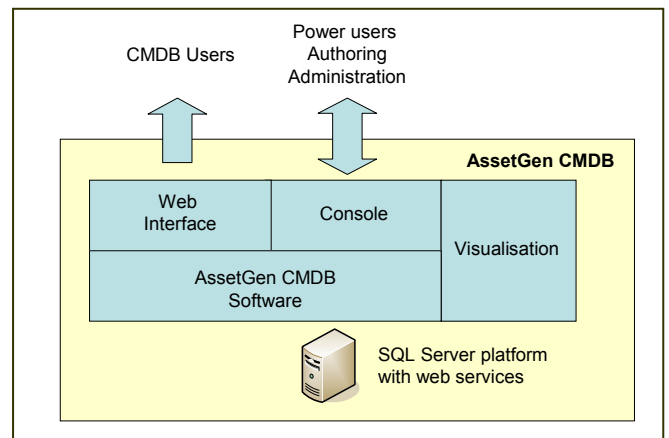 CMDB Users
Power users
Authoring
Administration
AssetGen CMDB
Web
Interface
Console
Visualisation
AssetGen CMDB
Software
SQL Server platform
with web services